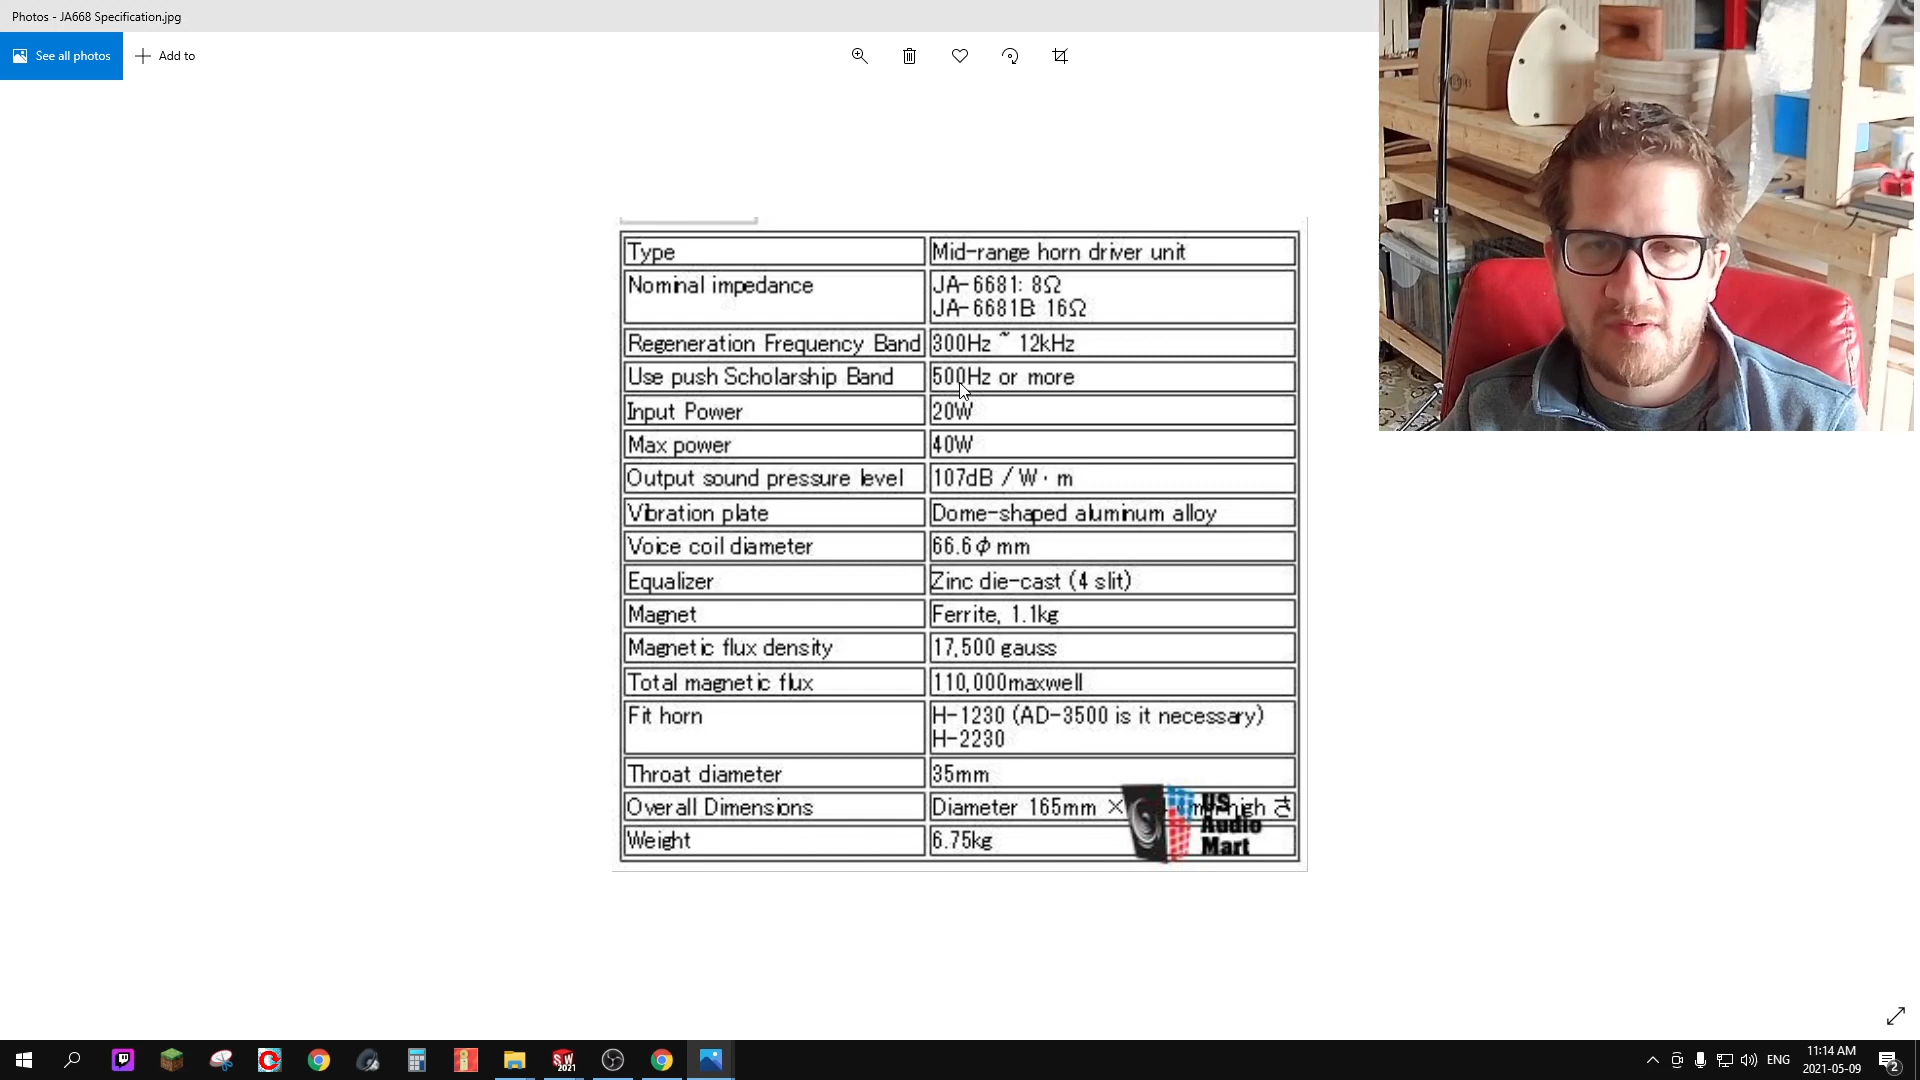 Photos - JA668 Specification.jpg
See all photos
Add to
Type Mid-range horn driver unit
Nominal impedance JA-6681: 8Ω
JA-6681B: 16Ω
Regeneration Frequency Band 300Hz ~ 12kHz
Use push Scholarship Band 500Hz or more
Input Power 20W
Max power 40W
Output sound pressure level 107dB / W · m
Vibration plate Dome-shaped aluminum alloy
Voice coil diameter 66.6 φ mm
Equalizer Zinc die-cast (4 slit)
Magnet Ferrite, 1.1kg
Magnetic flux density 17,500 gauss
Total magnetic flux 110,000maxwell
Fit horn H-1230 (AD-3500 is it necessary)
H-2230
Throat diameter 35mm
Overall Dimensions Diameter 165mm × high さ
Weight 6.75kg
US
Audio
Mart
SW
2021
ENG
11:14 AM
2021-05-09
2